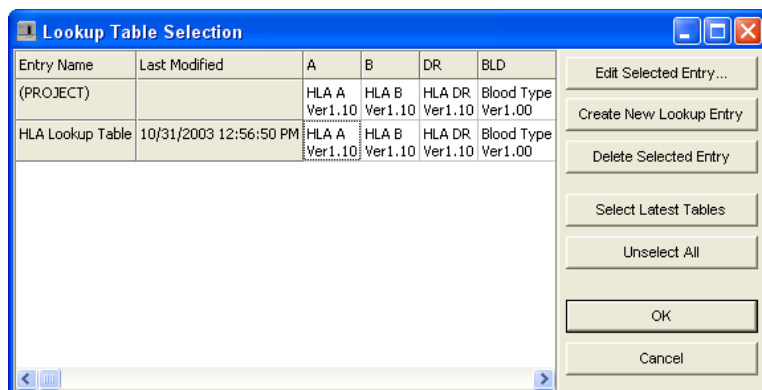 Lookup Table Selection
Entry Name Last Modified A B DR BLD
(PROJECT) HLA A HLA B HLA DR Blood Type
Ver1.10 Ver1.10 Ver1.10 Ver1.00
HLA Lookup Table 10/31/2003 12:56:50 PM HLA A HLA B HLA DR Blood Type
Ver1.10 Ver1.10 Ver1.10 Ver1.00
Edit Selected Entry...
Create New Lookup Entry
Delete Selected Entry
Select Latest Tables
Unselect All
OK
Cancel